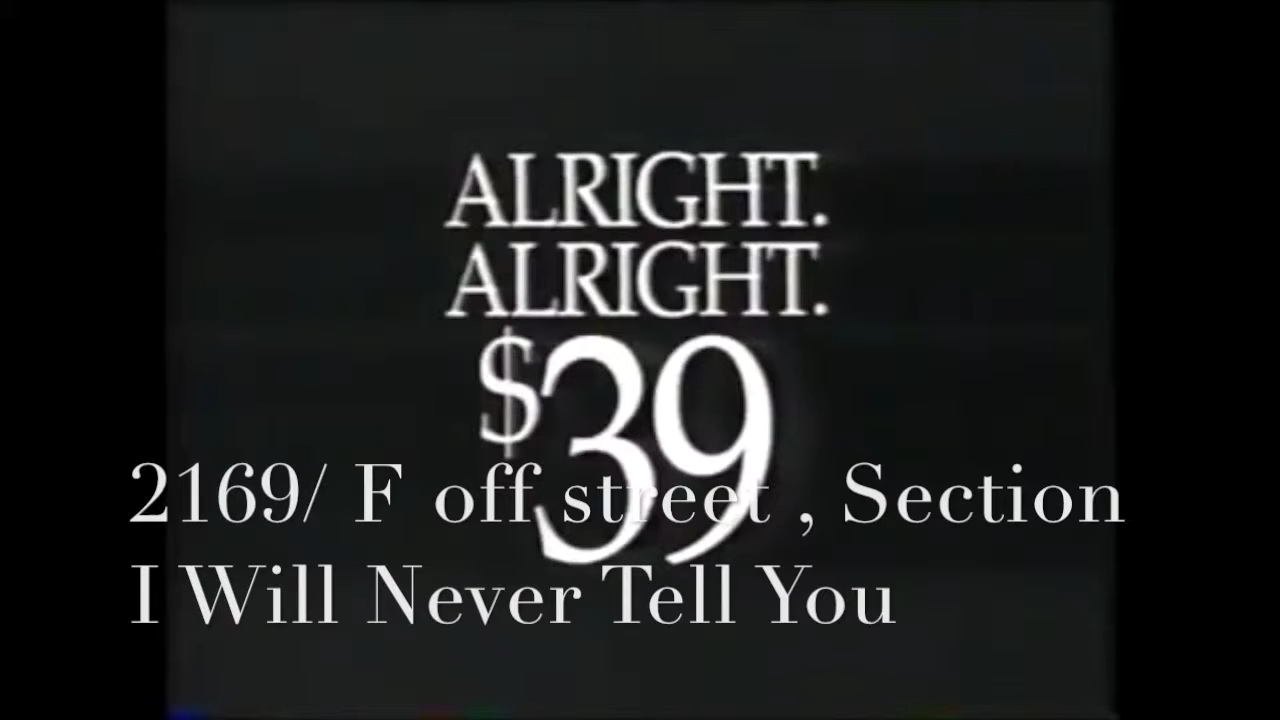 ALRIGHT.
ALRIGHT.
$39
2169/ F off street , Section
I Will Never Tell You